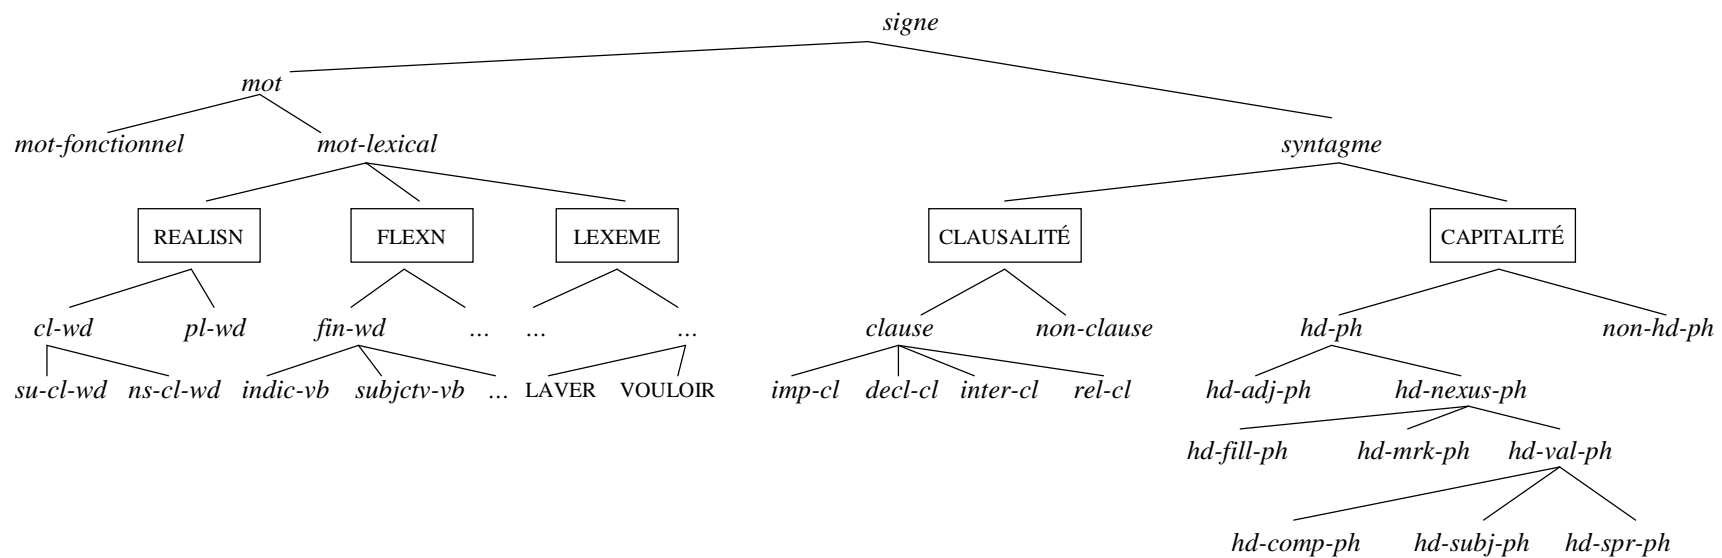 signe
mot
mot-fonctionnel mot-lexical syntagme
REALISN FLEXN LEXEME CLAUSALITÉ CAPITALITÉ
cl-wd pl-wd fin-wd ... ... ... clause non-clause hd-ph non-hd-ph
su-cl-wd ns-cl-wd indic-vb subjctv-vb ... LAVER VOULOIR imp-cl decl-cl inter-cl rel-cl hd-adj-ph hd-nexus-ph
hd-fill-ph hd-mrk-ph hd-val-ph
hd-comp-ph hd-subj-ph hd-spr-ph